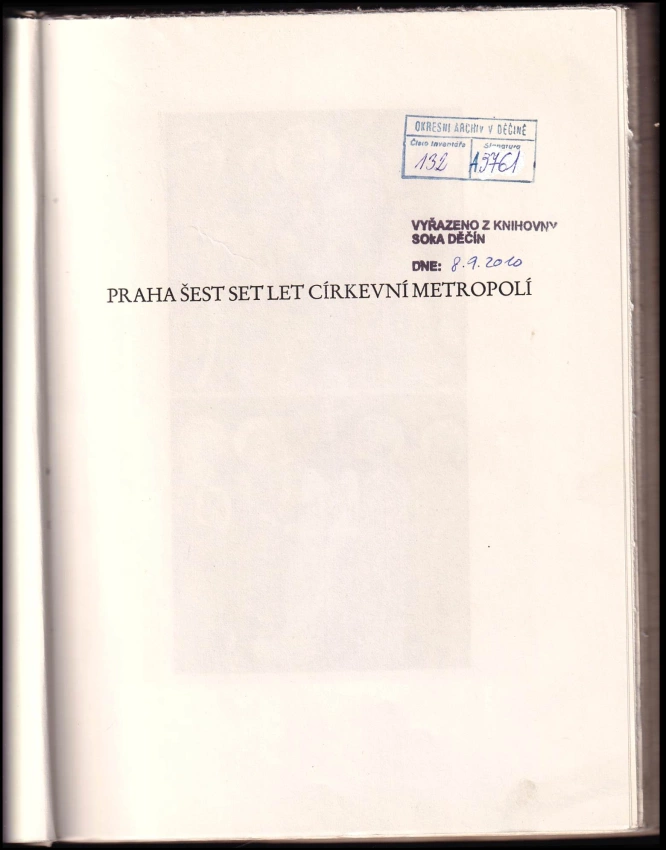 OKRESNÍ ARCHIV V DĚČÍNĚ
Číslo inventáře Signatura
132 A5761
VYŘAZENO Z KNIHOVNY
SOkA DĚČÍN
DNE: 8.9.2010
PRAHA ŠEST SET LET CÍRKEVNÍ METROPOLÍ